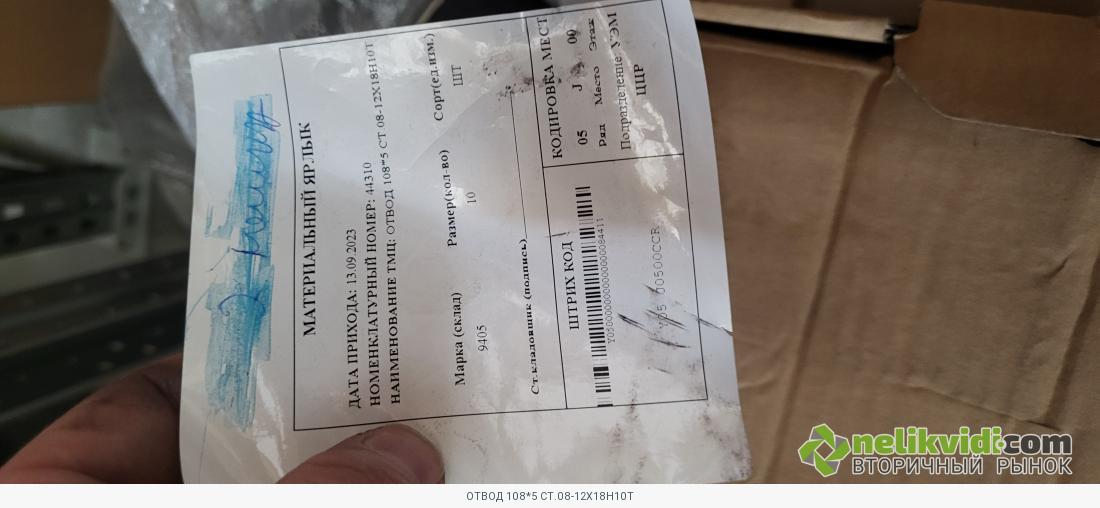 МАТЕРИАЛЬНЫЙ ЯРЛЫК
ДАТА ПРИХОДА: 13.09.2023
НОМЕНКЛАТУРНЫЙ НОМЕР: 44310
НАИМЕНОВАНИЕ ТМЦ: ОТВОД 108*5 СТ 08-12Х18Н10Т
Марка (склад) Размер(кол-во) Сорт(ед.изм.)
9405 10 ШТ
Ст.кладовщик (подпись)
ШТРИХ КОД
КОДИРОВКА МЕСТ
05 J 00
Ряд Место Этаж
Подразделение УЭМ
ЦЦР
nelikvidi.com
ВТОРИЧНЫЙ РЫНОК
ОТВОД 108*5 СТ.08-12Х18Н10Т